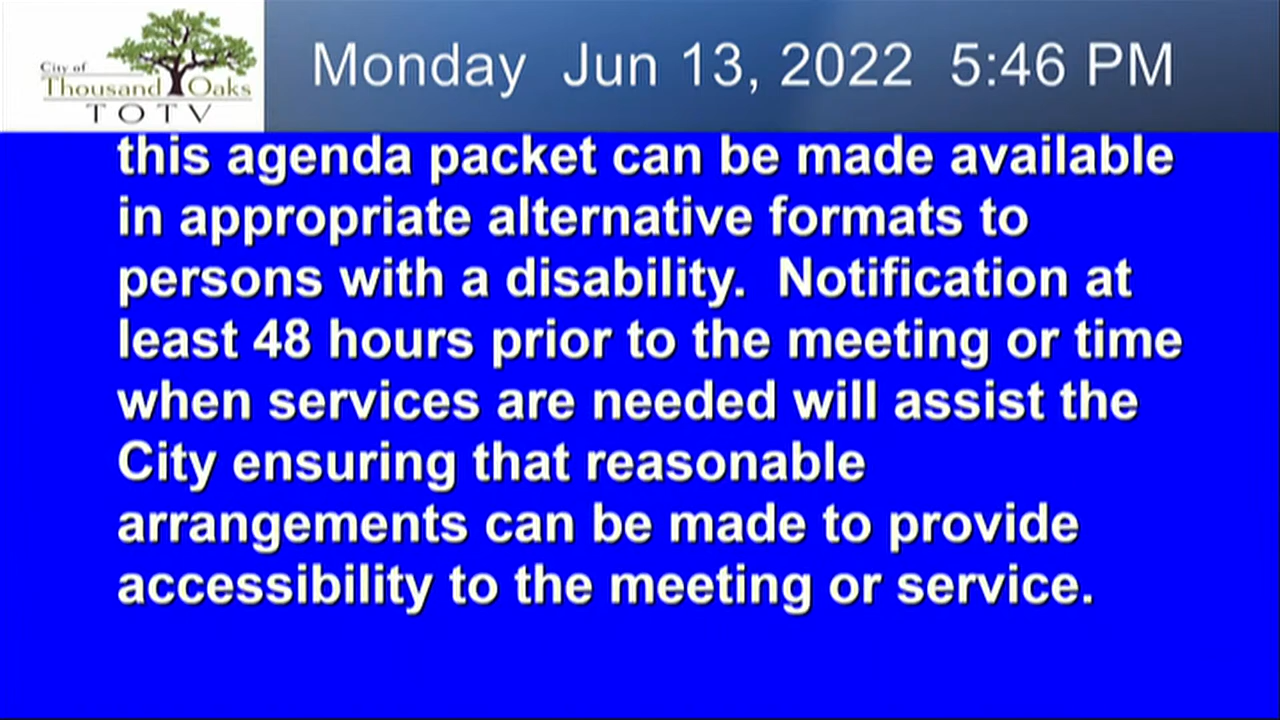 City of
Thousand Oaks
TOTV
Monday Jun 13, 2022 5:46 PM
this agenda packet can be made available
in appropriate alternative formats to
persons with a disability. Notification at
least 48 hours prior to the meeting or time
when services are needed will assist the
City ensuring that reasonable
arrangements can be made to provide
accessibility to the meeting or service.